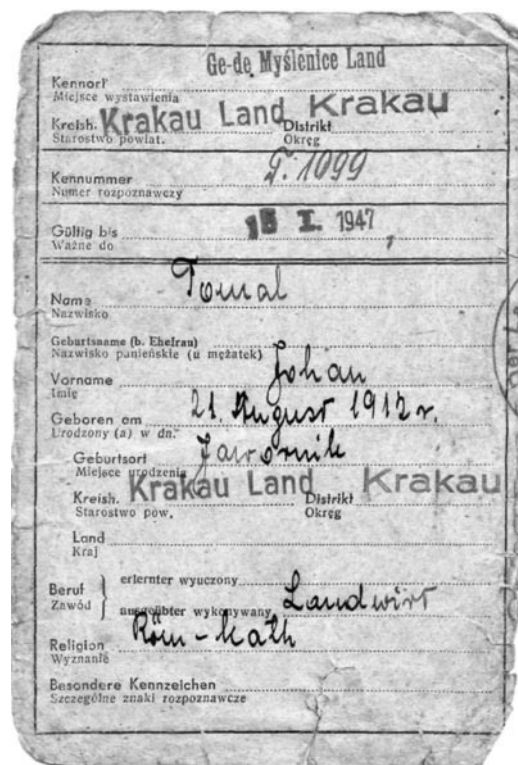 Ge-de Myślenice Land
Kennort
Miejsce wystawienia
Kreish. Krakau Land Distrikt Krakau
Starostwo powiat. Okręg
Kennummer T. 1099
Numer rozpoznawczy
Gültig bis 15 I. 1947
Ważne do
Name Tomal
Nazwisko
Geburtsname (b. Ehefrau)
Nazwisko panieńskie (u mężatek)
Vorname Johan
Imię
Geboren am 21. August 1912 r.
Urodzony (a) w dn.
Geburtsort Jawornik
Miejsce urodzenia
Kreish. Krakau Land Distrikt Krakau
Starostwo pow. Okręg
Land
Kraj
Beruf erlernter wyuczony
Zawód ausgeübter wykonywany Landwirt
Religion Röm-Kath
Wyznanie
Besondere Kennzeichen
Szczególne znaki rozpoznawcze